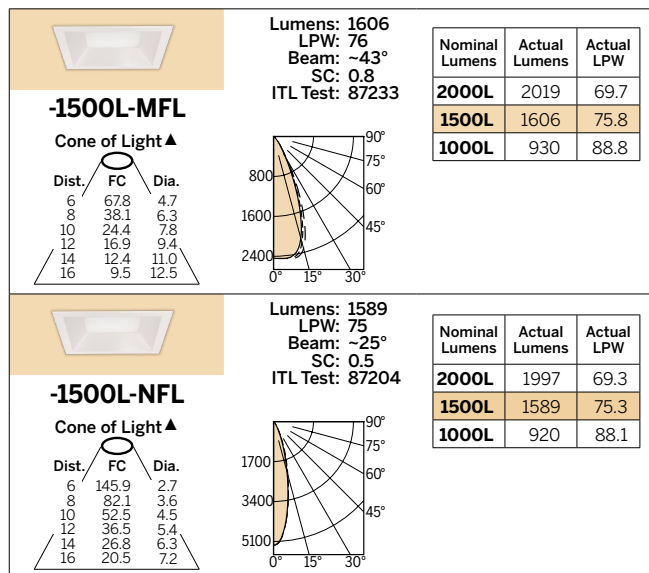 -1500L-MFL
Cone of Light▲
Dist. FC Dia.
6 67.8 4.7
8 38.1 6.3
10 24.4 7.8
12 16.9 9.4
14 12.4 11.0
16 9.5 12.5
Lumens: 1606
LPW: 76
Beam: ~43°
SC: 0.8
ITL Test: 87233
90°
75°
60°
45°
800
1600
2400
0° 15° 30°
Nominal Lumens Actual Lumens Actual LPW
2000L 2019 69.7
1500L 1606 75.8
1000L 930 88.8
-1500L-NFL
Cone of Light▲
Dist. FC Dia.
6 145.9 2.7
8 82.1 3.6
10 52.5 4.5
12 36.5 5.4
14 26.8 6.3
16 20.5 7.2
Lumens: 1589
LPW: 75
Beam: ~25°
SC: 0.5
ITL Test: 87204
90°
75°
60°
45°
1700
3400
5100
0° 15° 30°
Nominal Lumens Actual Lumens Actual LPW
2000L 1997 69.3
1500L 1589 75.3
1000L 920 88.1